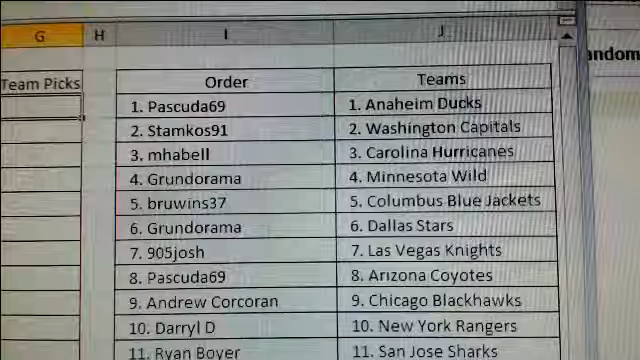 G H I J
andom
Team Picks Order Teams
1. Pascuda69 1. Anaheim Ducks
2. Stamkos91 2. Washington Capitals
3. mhabell 3. Carolina Hurricanes
4. Grundorama 4. Minnesota Wild
5. bruwins37 5. Columbus Blue Jackets
6. Grundorama 6. Dallas Stars
7. 905josh 7. Las Vegas Knights
8. Pascuda69 8. Arizona Coyotes
9. Andrew Corcoran 9. Chicago Blackhawks
10. Darryl D 10. New York Rangers
11. Ryan Boyer 11. San Jose Sharks